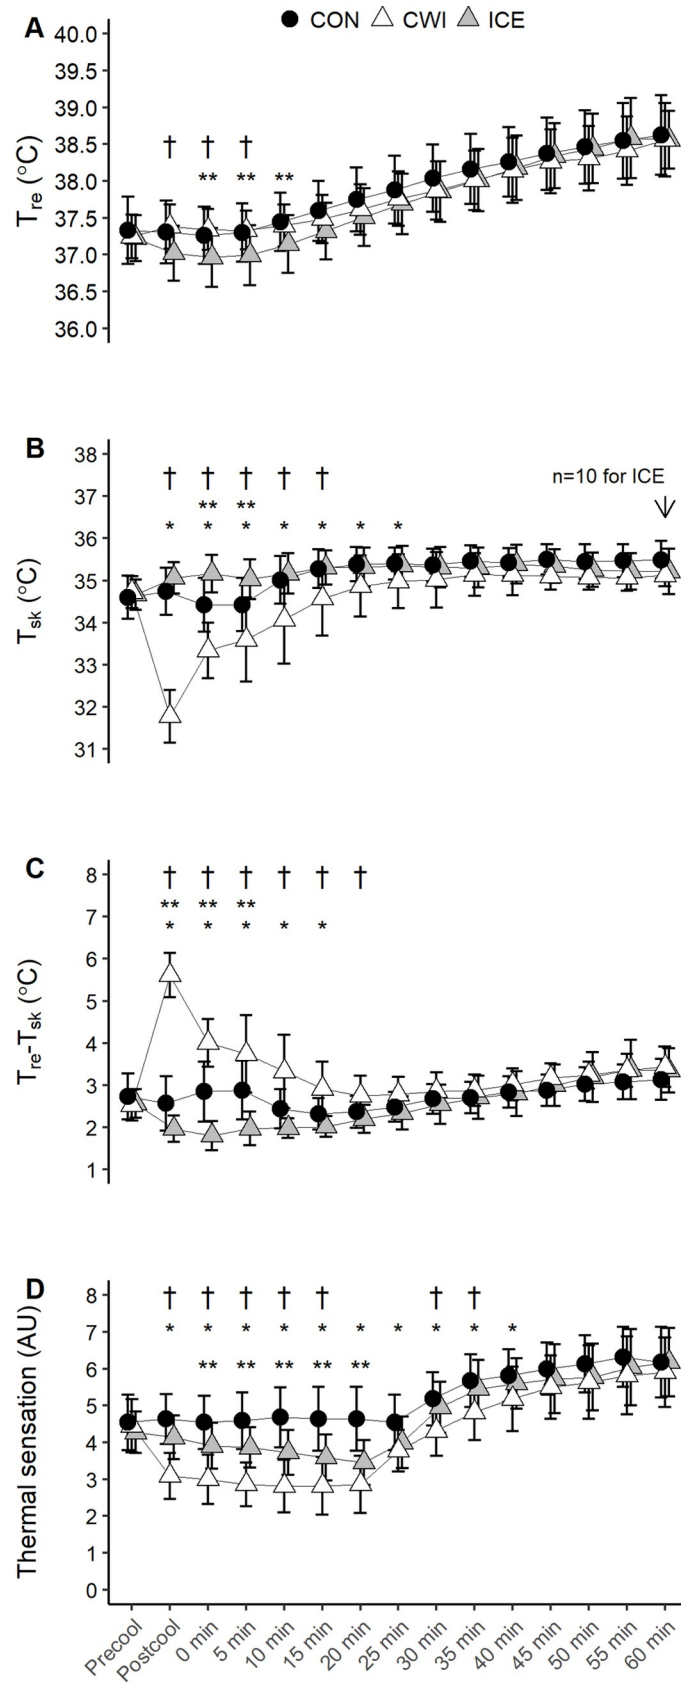 A
CON CWI ICE
40.0
39.5
39.0
38.5
38.0
37.5
37.0
36.5
36.0
Tre (°C)
† † †
** ** **
B
38
37
36
35
34
33
32
31
Tsk (°C)
† † † † †
** **
* * * * * * *
n=10 for ICE
C
8
7
6
5
4
3
2
1
Tre-Tsk (°C)
† † † † † †
** ** **
* * * * *
D
8
7
6
5
4
3
2
1
0
Thermal sensation (AU)
† † † † † † †
* * * * * * * * * *
** ** ** ** **
Precool
Postcool
0 min
5 min
10 min
15 min
20 min
25 min
30 min
35 min
40 min
45 min
50 min
55 min
60 min